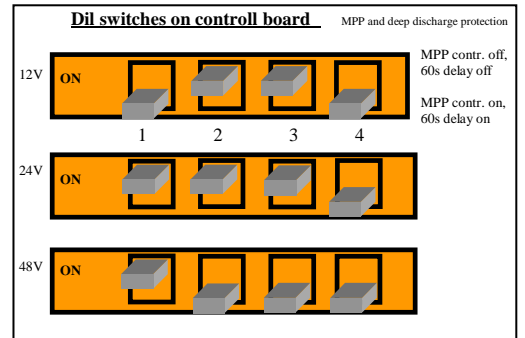 Dil switches on controll board MPP and deep discharge protection
12V ON MPP contr. off,
60s delay off
MPP contr. on,
60s delay on
1 2 3 4
24V ON
48V ON